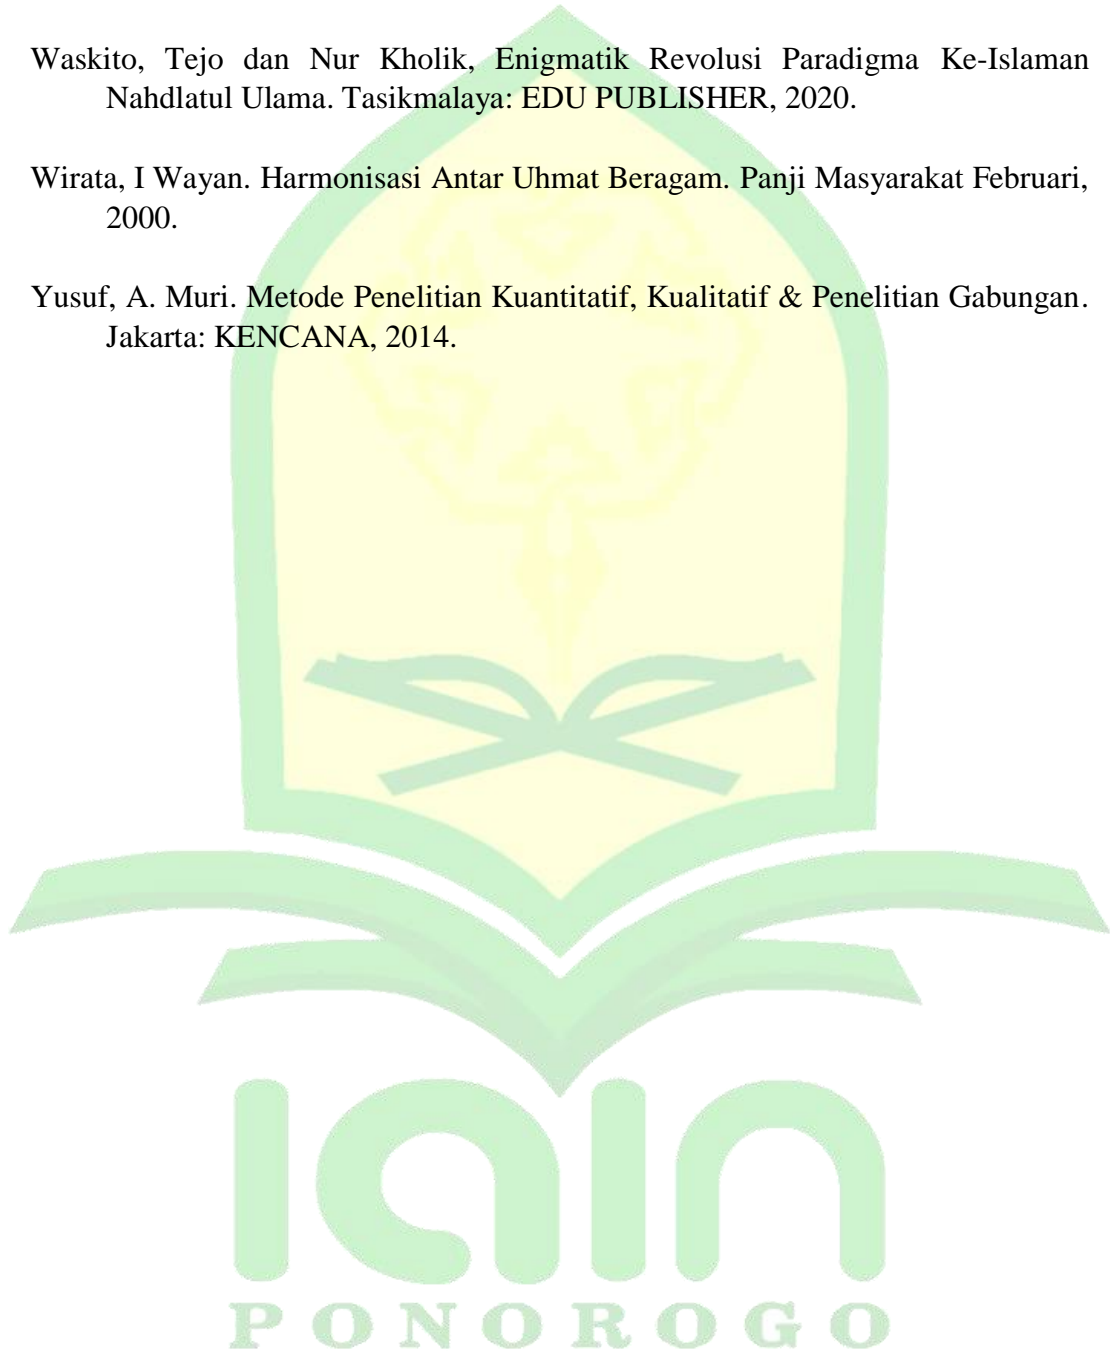 Waskito, Tejo dan Nur Kholik, Enigmatik Revolusi Paradigma Ke-Islaman
Nahdlatul Ulama. Tasikmalaya: EDU PUBLISHER, 2020.
Wirata, I Wayan. Harmonisasi Antar Uhmat Beragam. Panji Masyarakat Februari,
2000.
Yusuf, A. Muri. Metode Penelitian Kuantitatif, Kualitatif & Penelitian Gabungan.
Jakarta: KENCANA, 2014.
iain
PONOROGO